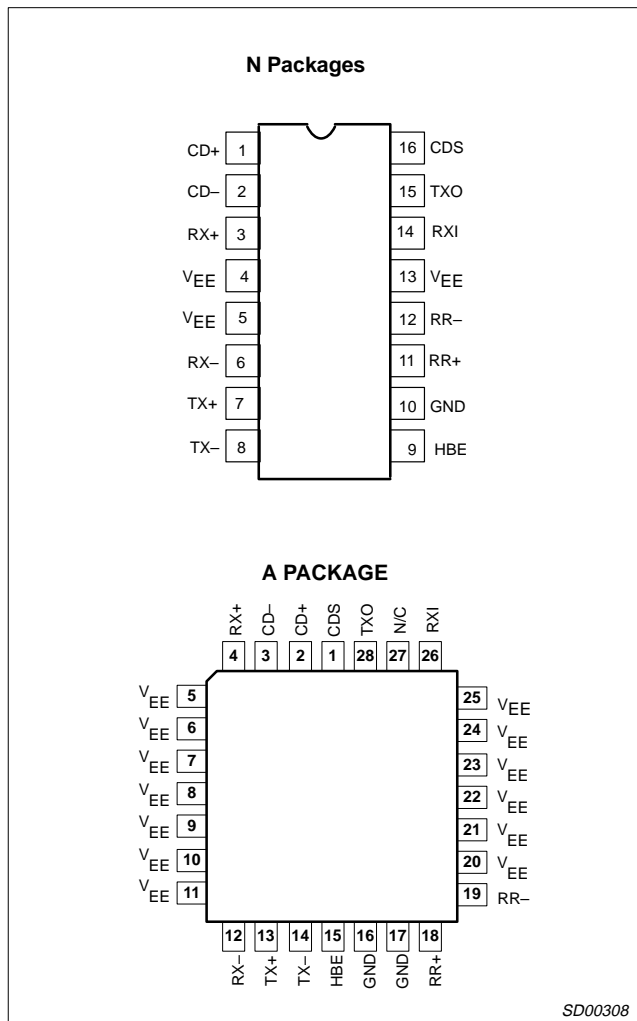 N Packages
CD+ 1 16 CDS
CD– 2 15 TXO
RX+ 3 14 RXI
VEE 4 13 VEE
VEE 5 12 RR–
RX– 6 11 RR+
TX+ 7 10 GND
TX– 8 9 HBE
A PACKAGE
RX+ CD– CD+ CDS TXO N/C RXI
4 3 2 1 28 27 26
VEE 5 25 VEE
VEE 6 24 VEE
VEE 7 23 VEE
VEE 8 22 VEE
VEE 9 21 VEE
VEE 10 20 VEE
VEE 11 19 RR–
12 13 14 15 16 17 18
RX– TX+ TX– HBE GND GND RR+
SD00308